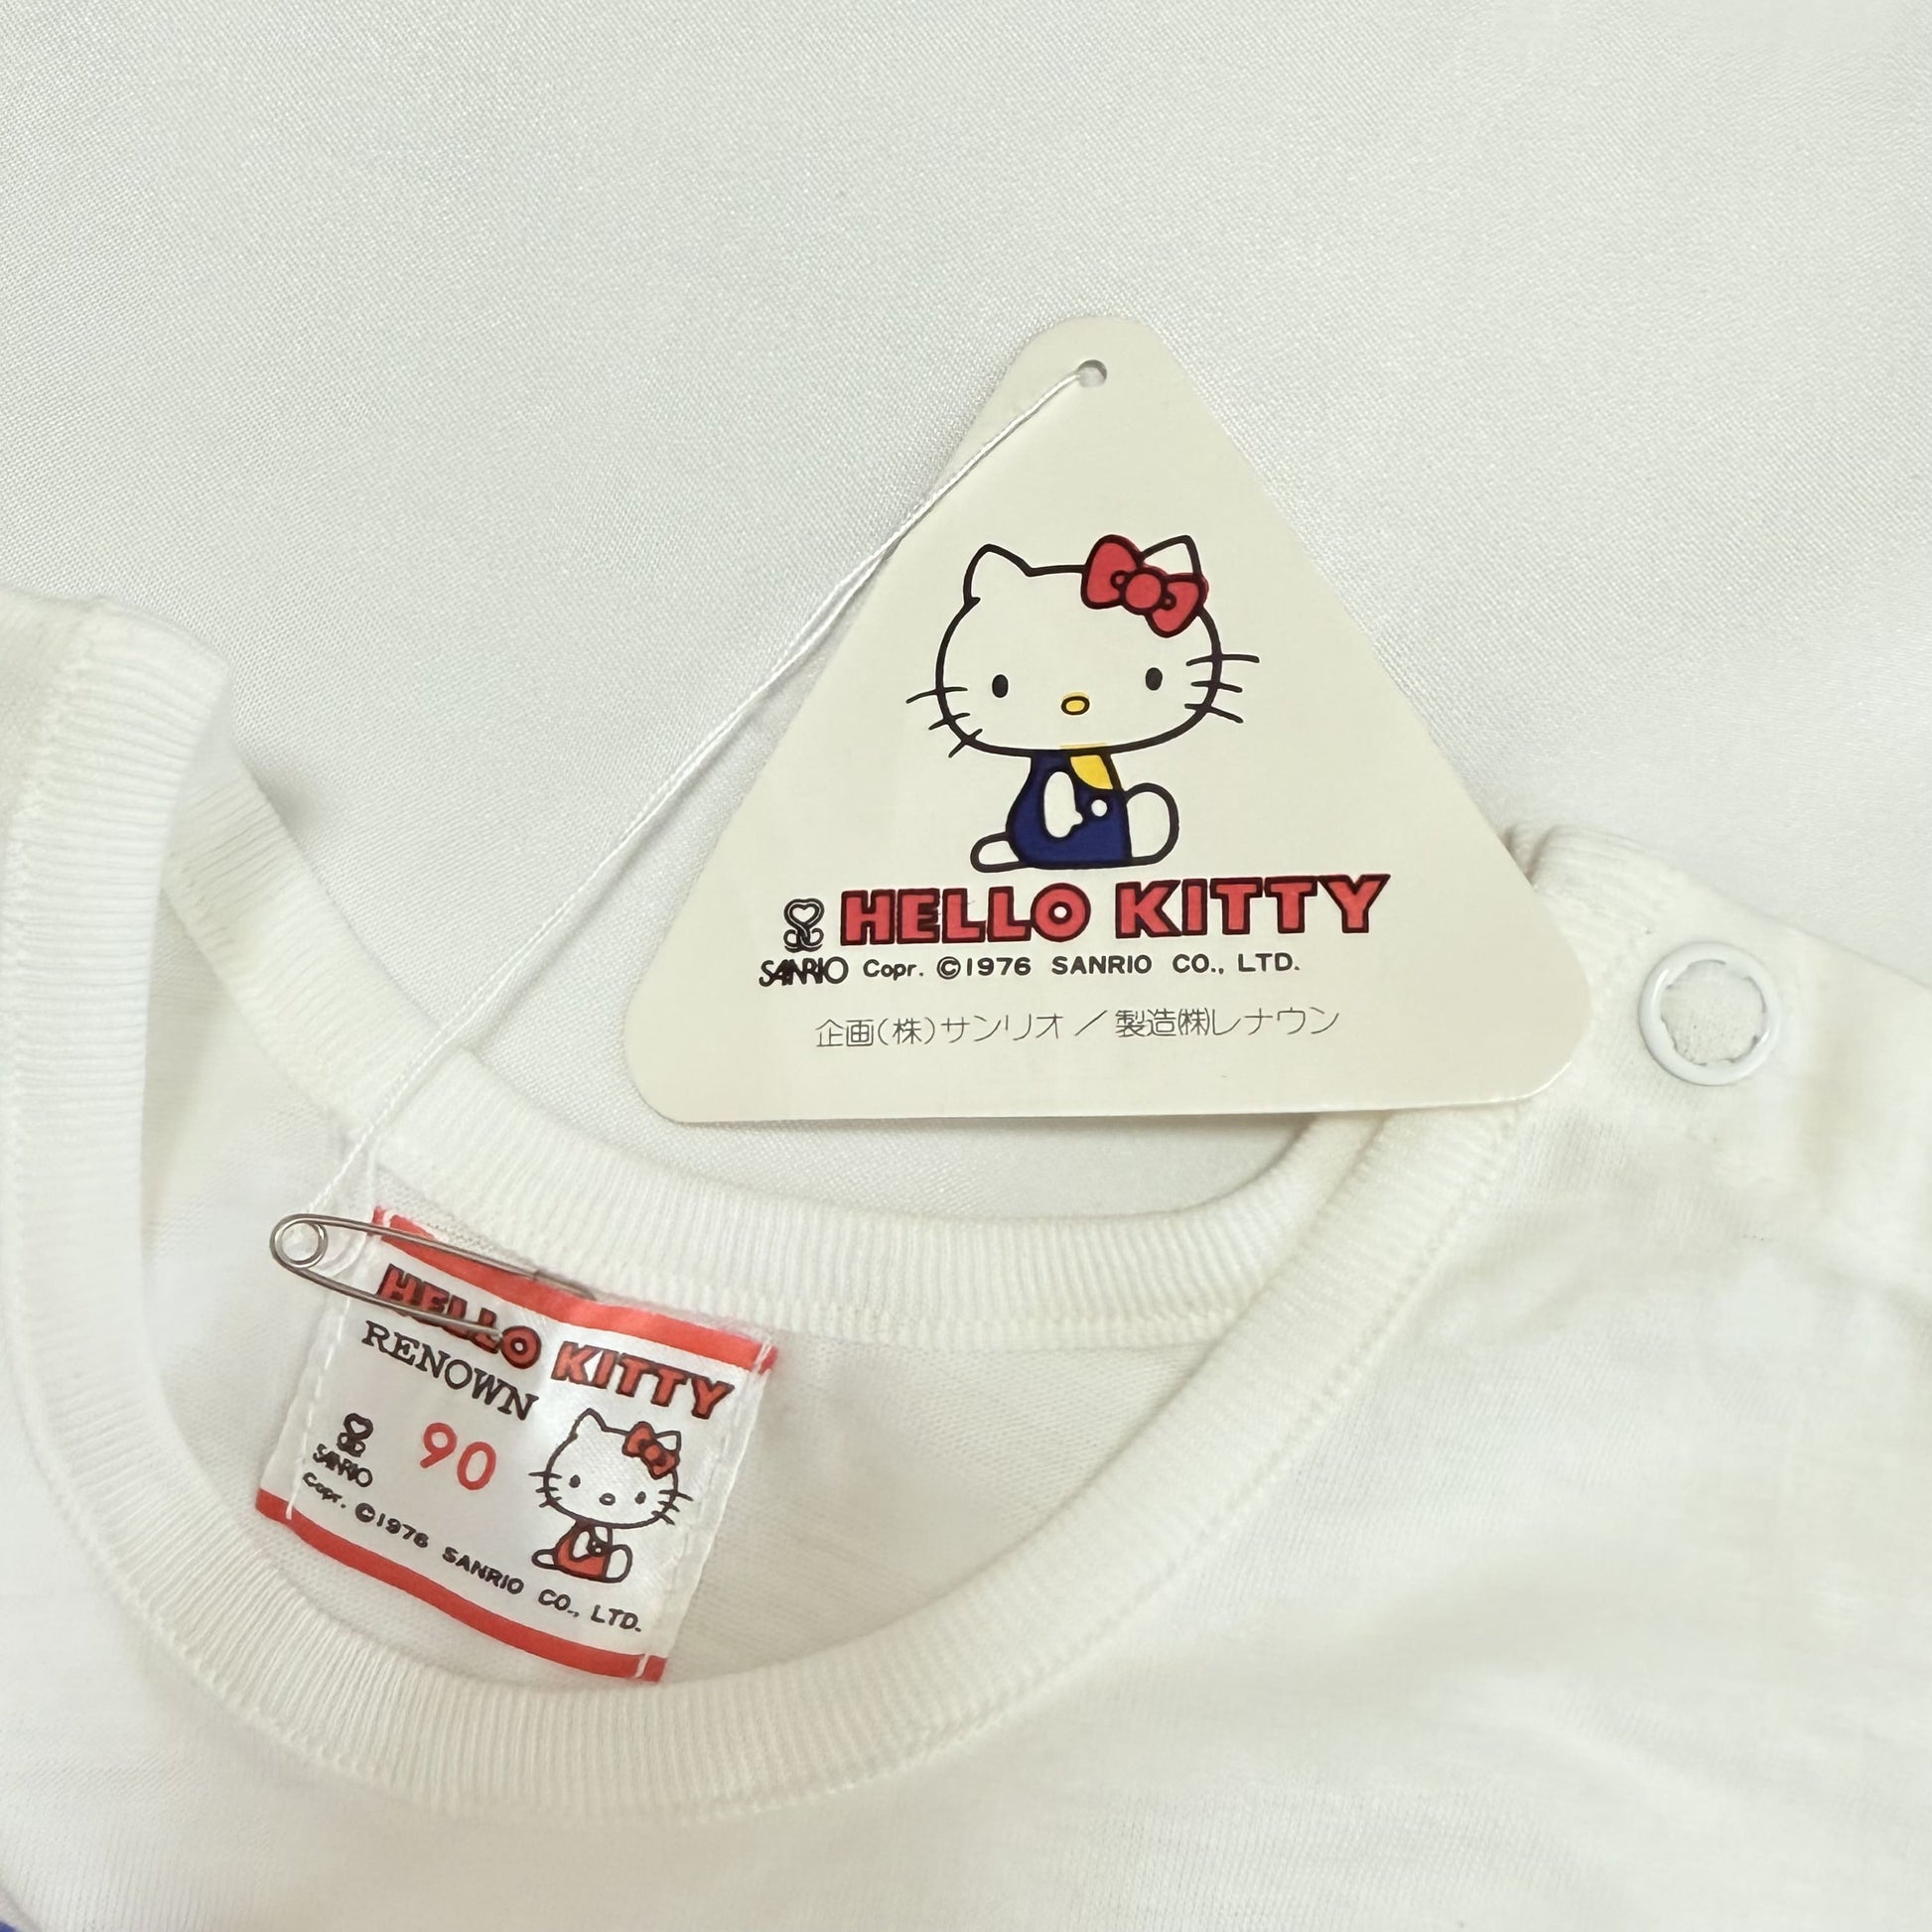 HELLO KITTY
SANRIO Copr. ©1976 SANRIO CO., LTD.
企画(株)サンリオ／製造㈱レナウン
HELLO KITTY
RENOWN
90
SANRIO
Copr. ©1976 SANRIO CO., LTD.